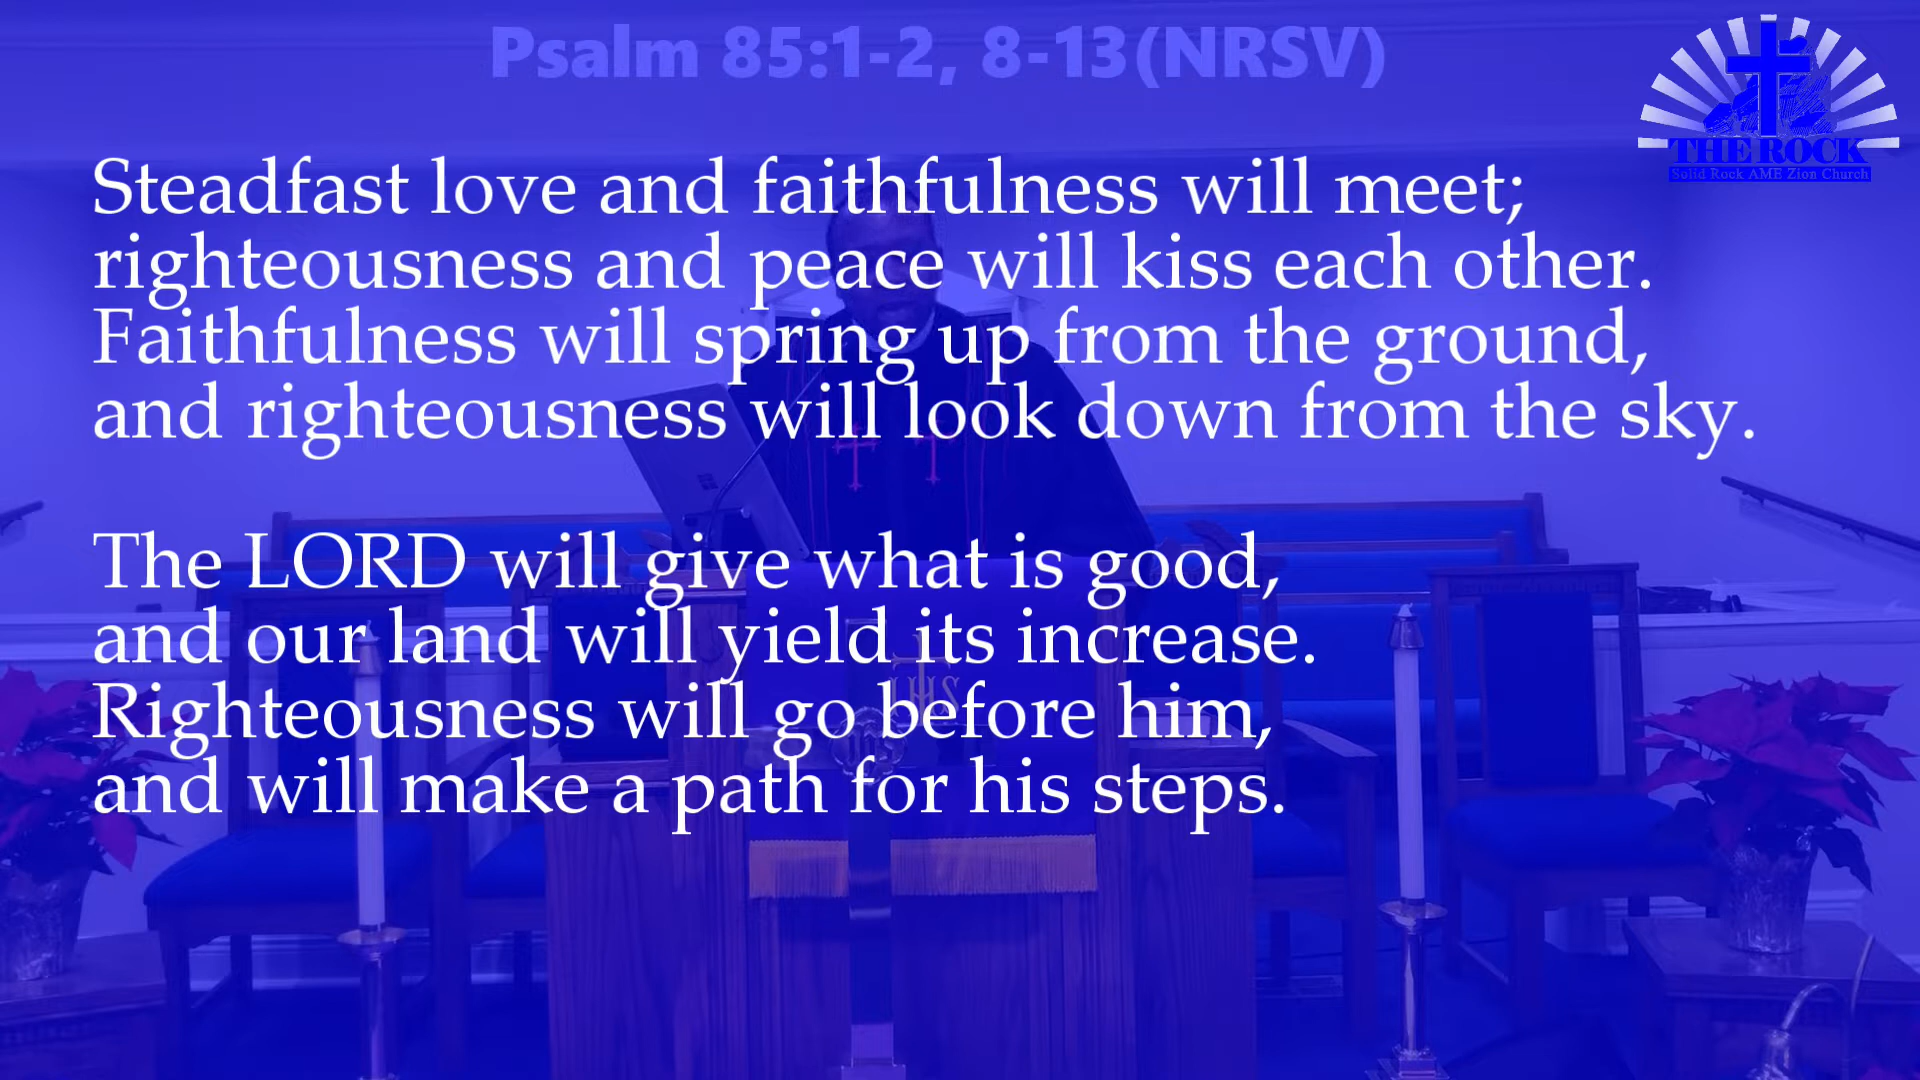 Psalm 85:1-2, 8-13(NRSV)
THE ROCK
Solid Rock AME Zion Church
Steadfast love and faithfulness will meet;
righteousness and peace will kiss each other.
Faithfulness will spring up from the ground,
and righteousness will look down from the sky.
The LORD will give what is good,
and our land will yield its increase.
Righteousness will go before him,
and will make a path for his steps.
IHS